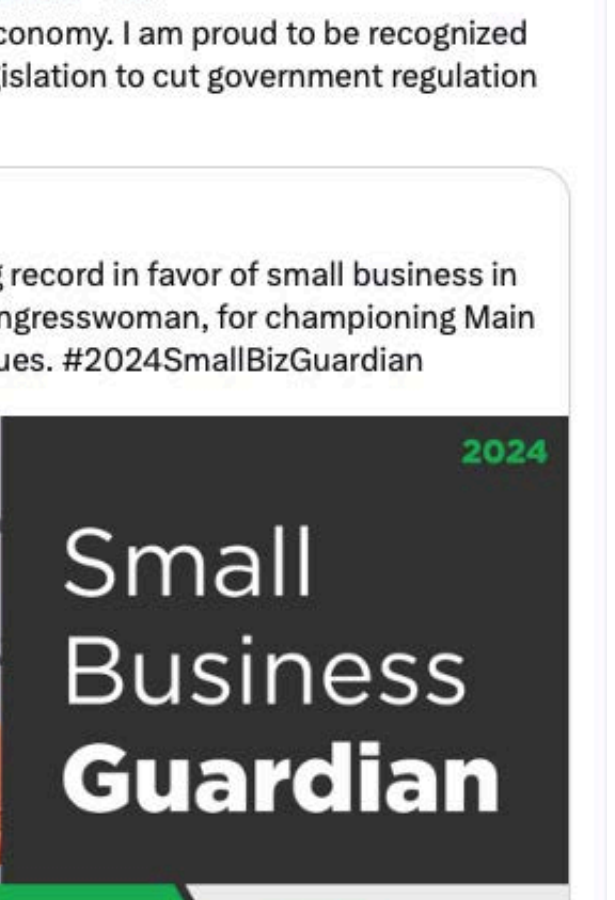 conomy. I am proud to be recognized
islation to cut government regulation
record in favor of small business in
ngresswoman, for championing Main
ues. #2024SmallBizGuardian
2024
Small
Business
Guardian